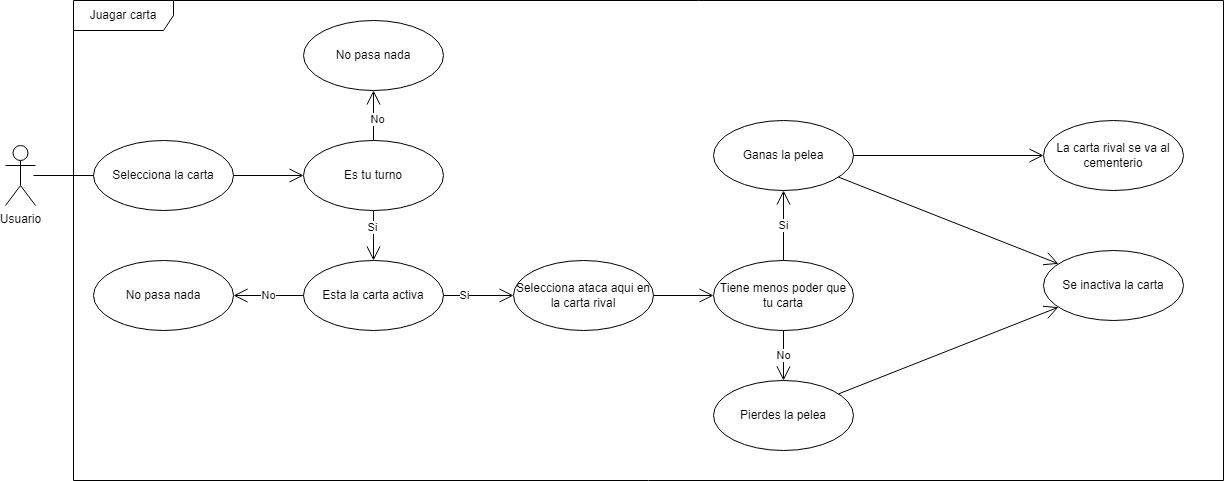 Juagar carta
No pasa nada
No
Usuario
Selecciona la carta
Es tu turno
Si
No pasa nada
No
Esta la carta activa
Si
Selecciona ataca aqui en
la carta rival
Tiene menos poder que
tu carta
Si
Ganas la pelea
La carta rival se va al
cementerio
Se inactiva la carta
No
Pierdes la pelea